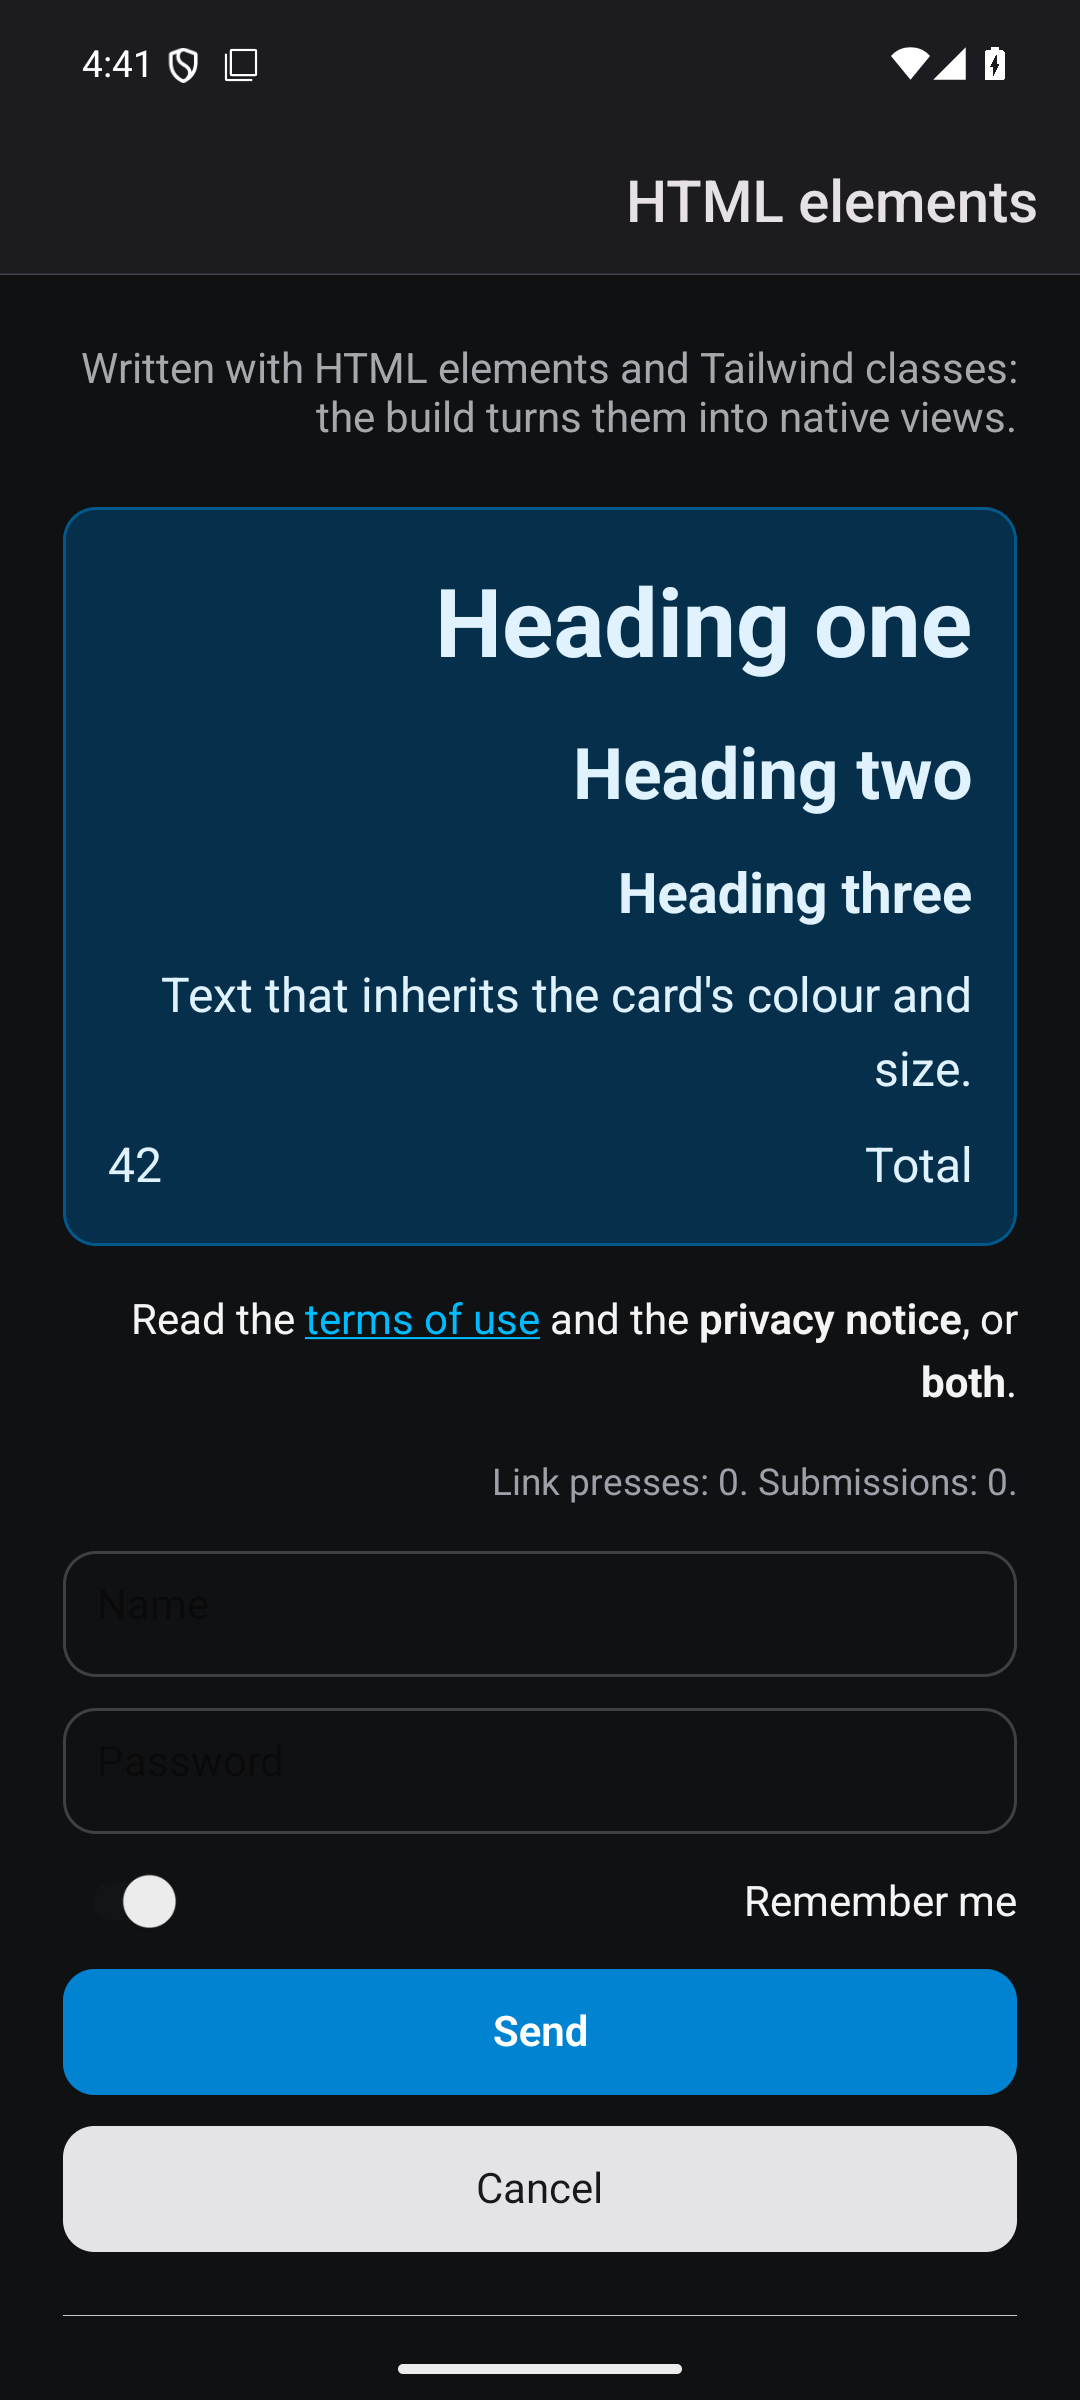 4:41
HTML elements
Written with HTML elements and Tailwind classes:
the build turns them into native views.
Heading one
Heading two
Heading three
Text that inherits the card's colour and
size.
Total 42
Read the terms of use and the privacy notice, or
both.
Link presses: 0. Submissions: 0.
Name
Password
Remember me
Send
Cancel